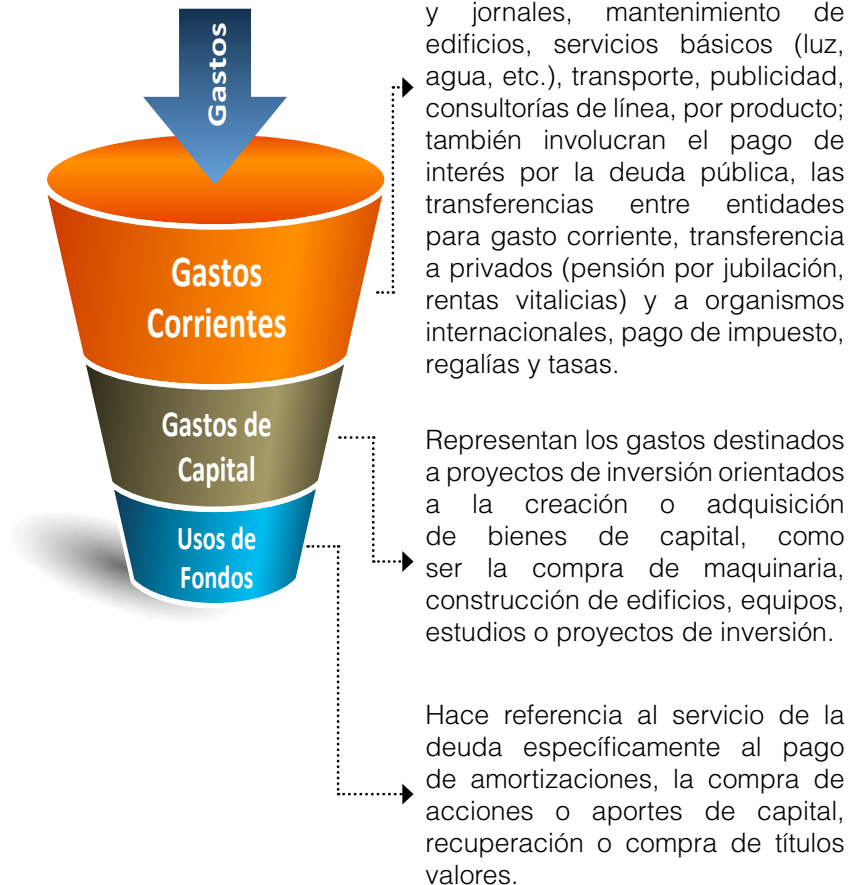 Gastos
y jornales, mantenimiento de
edificios, servicios básicos (luz,
agua, etc.), transporte, publicidad,
consultorías de línea, por producto;
también involucran el pago de
interés por la deuda pública, las
transferencias entre entidades
para gasto corriente, transferencia
a privados (pensión por jubilación,
rentas vitalicias) y a organismos
internacionales, pago de impuesto,
regalías y tasas.
Gastos
Corrientes
Gastos de
Capital
Representan los gastos destinados
a proyectos de inversión orientados
a la creación o adquisición
de bienes de capital, como
ser la compra de maquinaria,
construcción de edificios, equipos,
estudios o proyectos de inversión.
Usos de
Fondos
Hace referencia al servicio de la
deuda específicamente al pago
de amortizaciones, la compra de
acciones o aportes de capital,
recuperación o compra de títulos
valores.